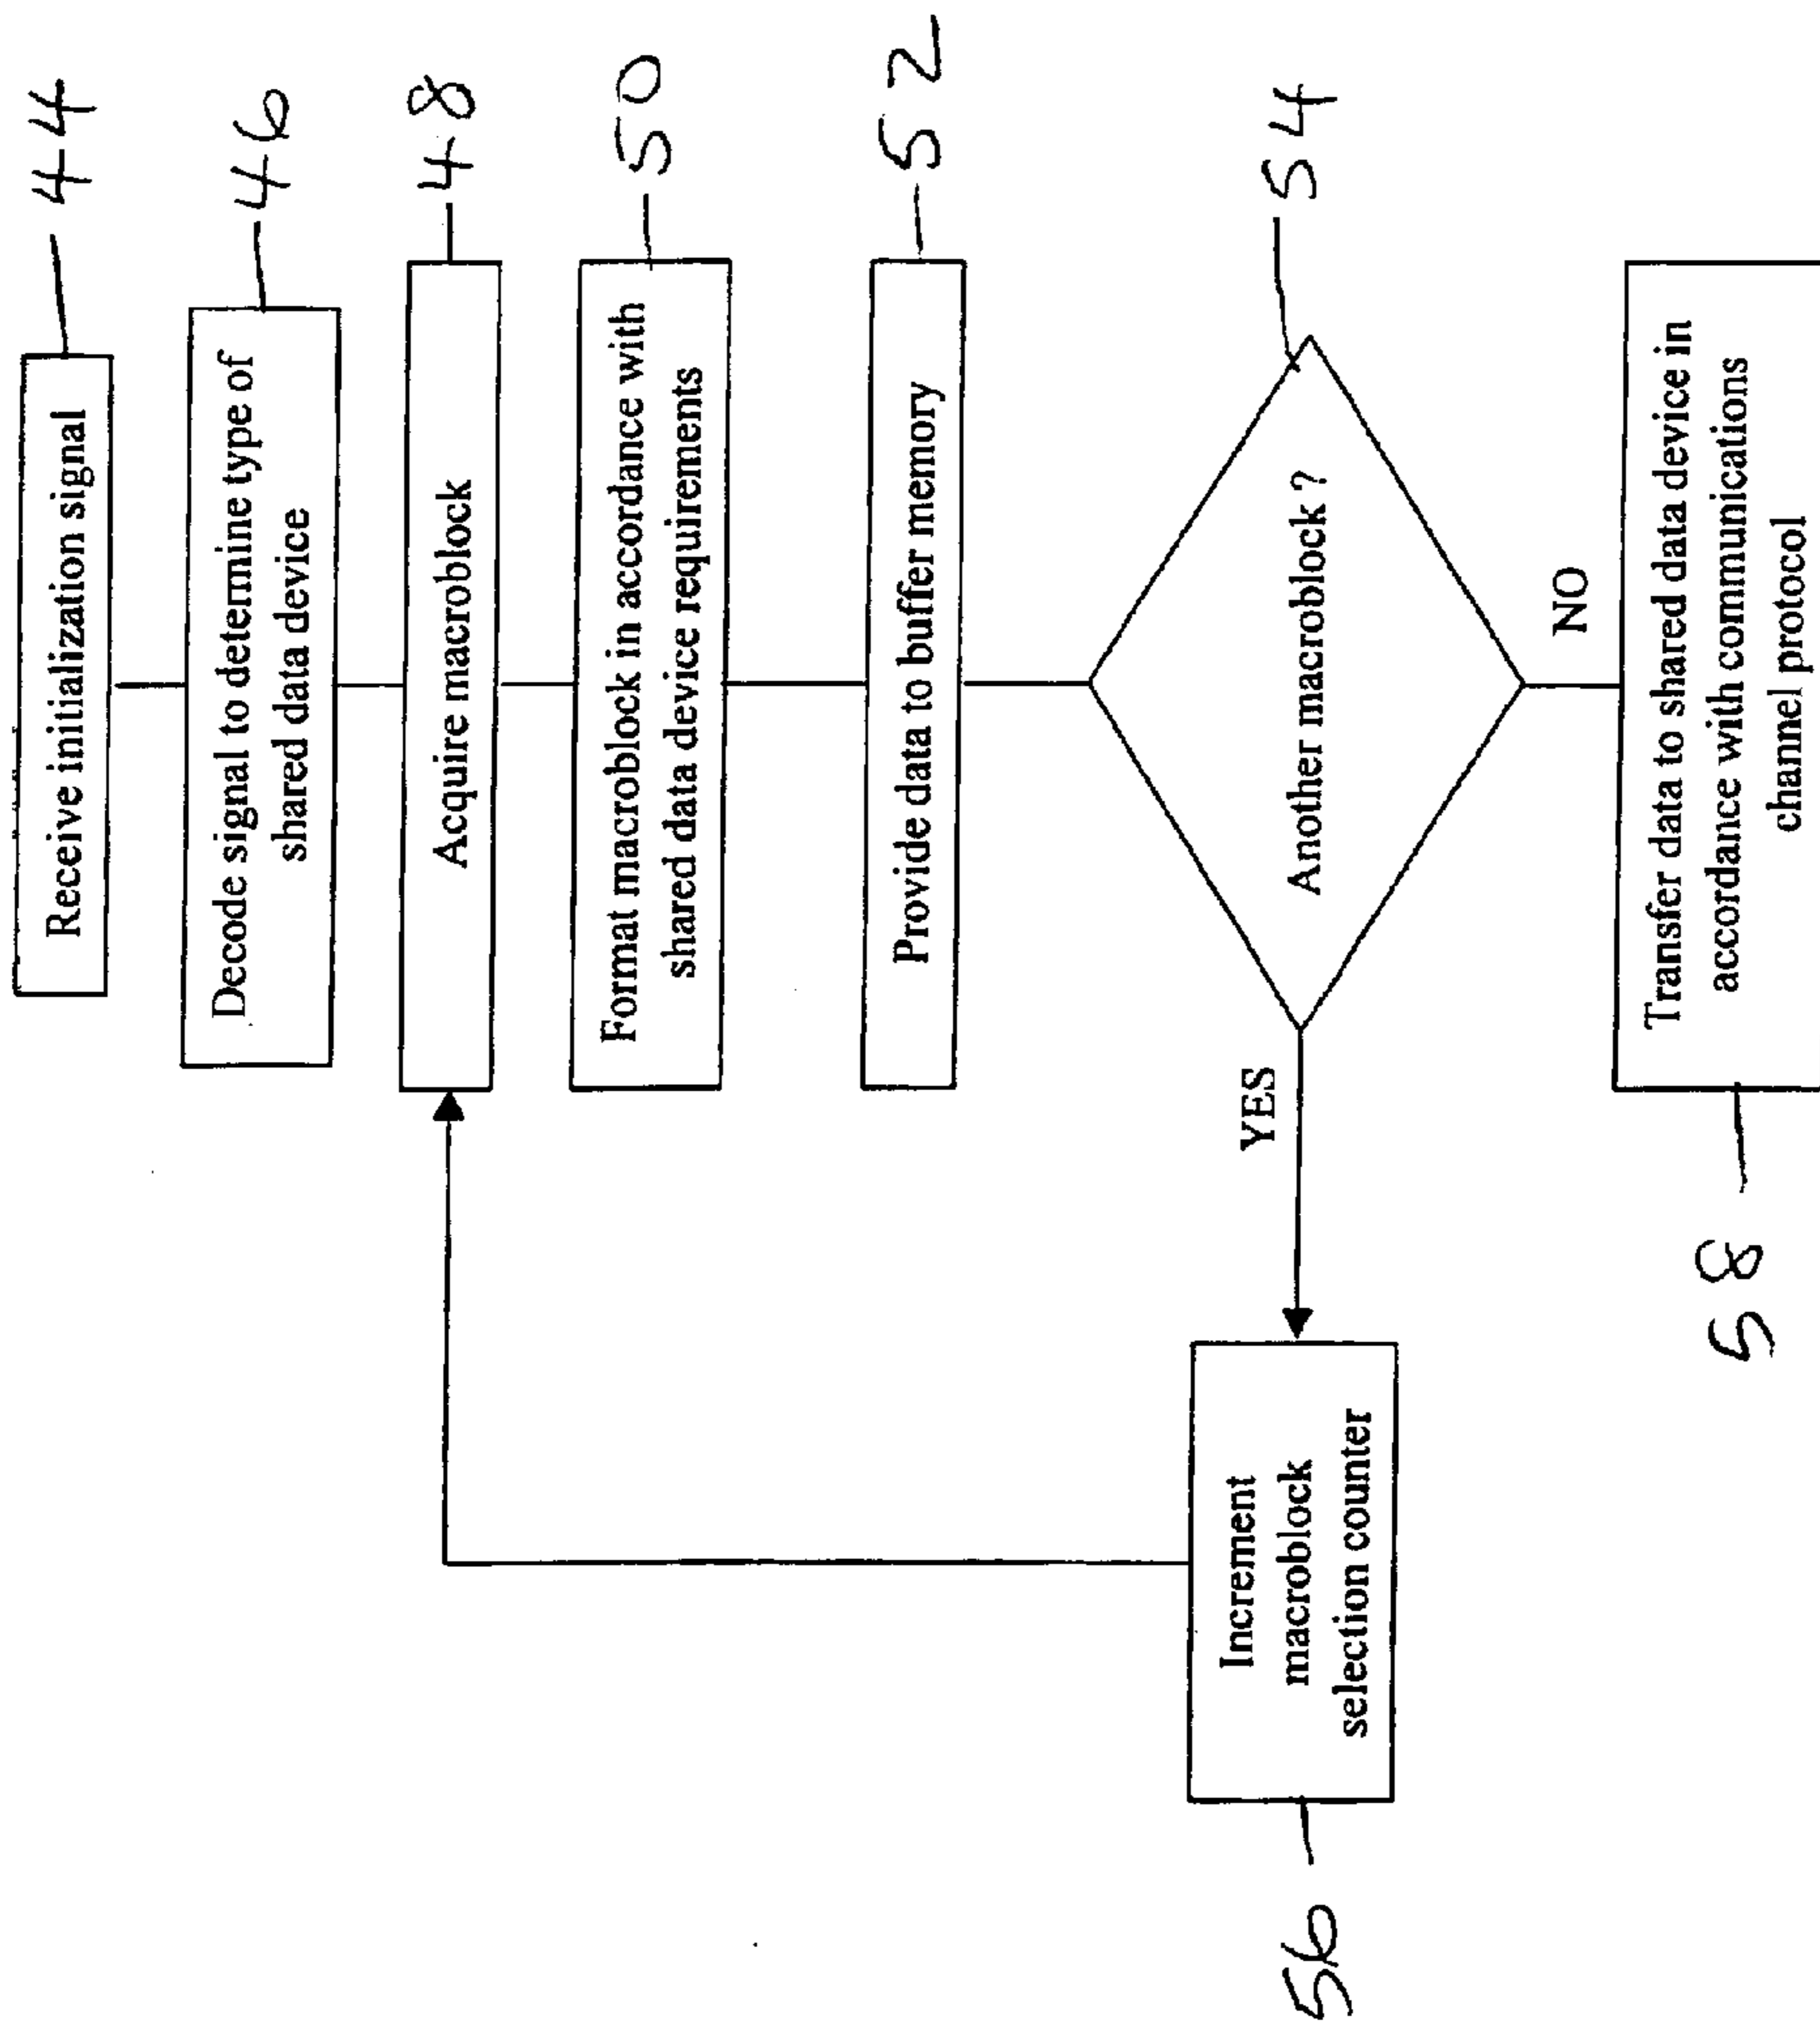 Receive initialization signal
44
Decode signal to determine type of
shared data device
46
Acquire macroblock
48
Format macroblock in accordance with
shared data device requirements
50
Provide data to buffer memory
52
Another macroblock ?
54
YES
NO
Increment
macroblock
selection counter
56
Transfer data to shared data device in
accordance with communications
channel protocol
58